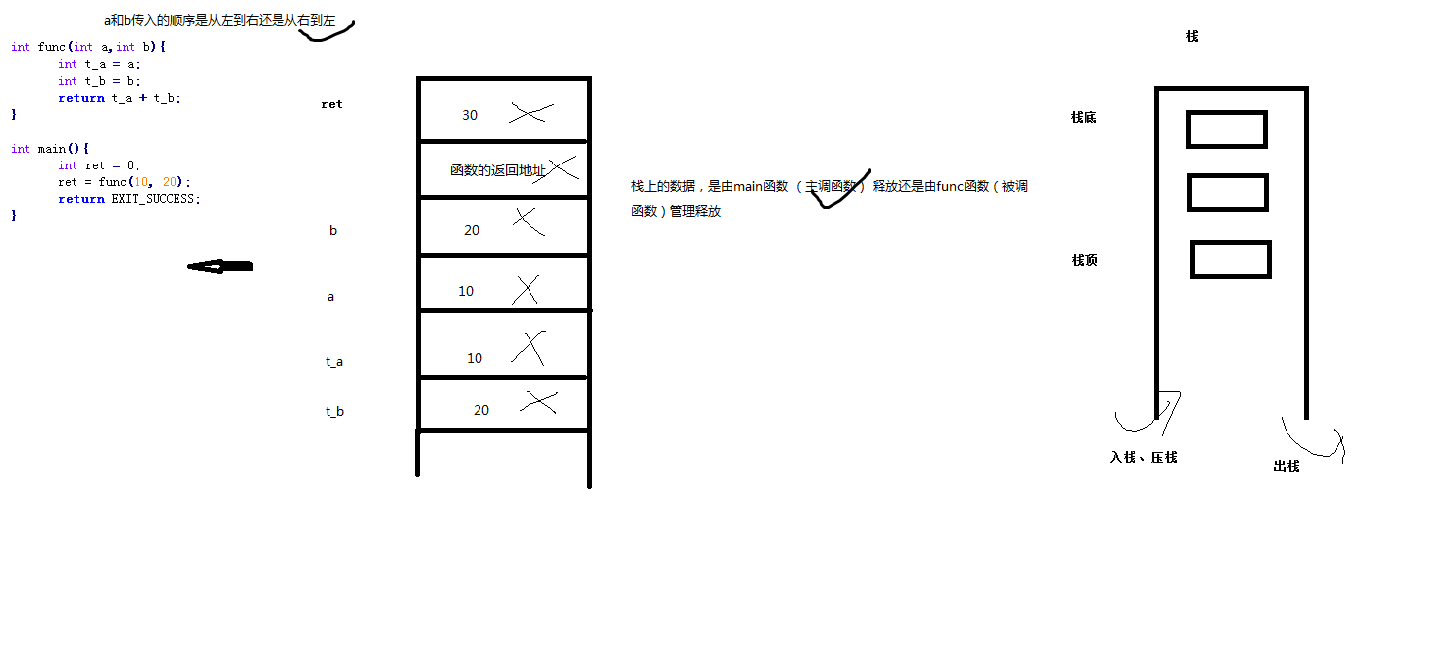 a和b传入的顺序是从左到右还是从右到左
int func(int a,int b){
int t_a = a;
int t_b = b;
return t_a + t_b;
}
int main(){
int ret = 0;
ret = func(10, 20);
return EXIT_SUCCESS;
}
ret
30
函数的返回地址
b
20
a
10
t_a
10
t_b
20
栈上的数据，是由main函数 （主调函数） 释放还是由func函数（被调
函数）管理释放
栈
栈底
栈顶
入栈、压栈
出栈